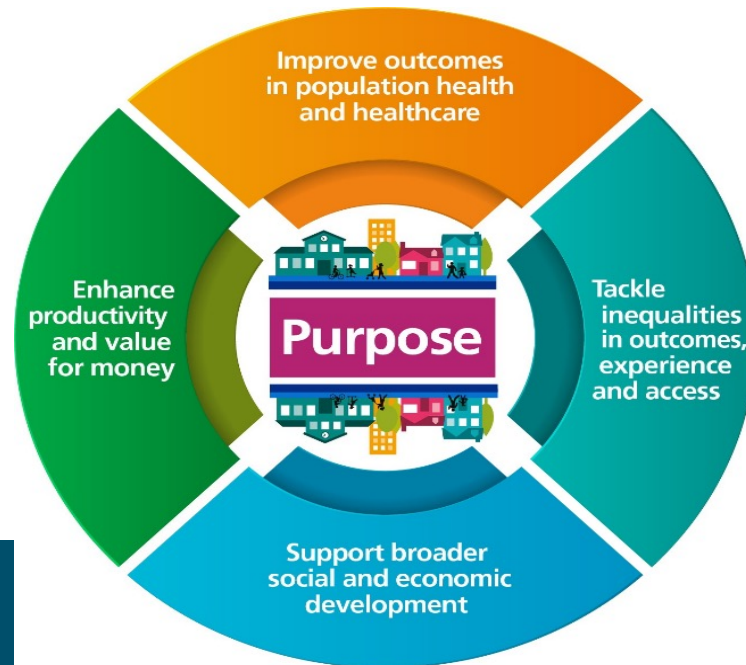 Improve outcomes
in population health
and healthcare
Enhance
productivity
and value
for money
Purpose
Tackle
inequalities
in outcomes,
experience
and access
Support broader
social and economic
development